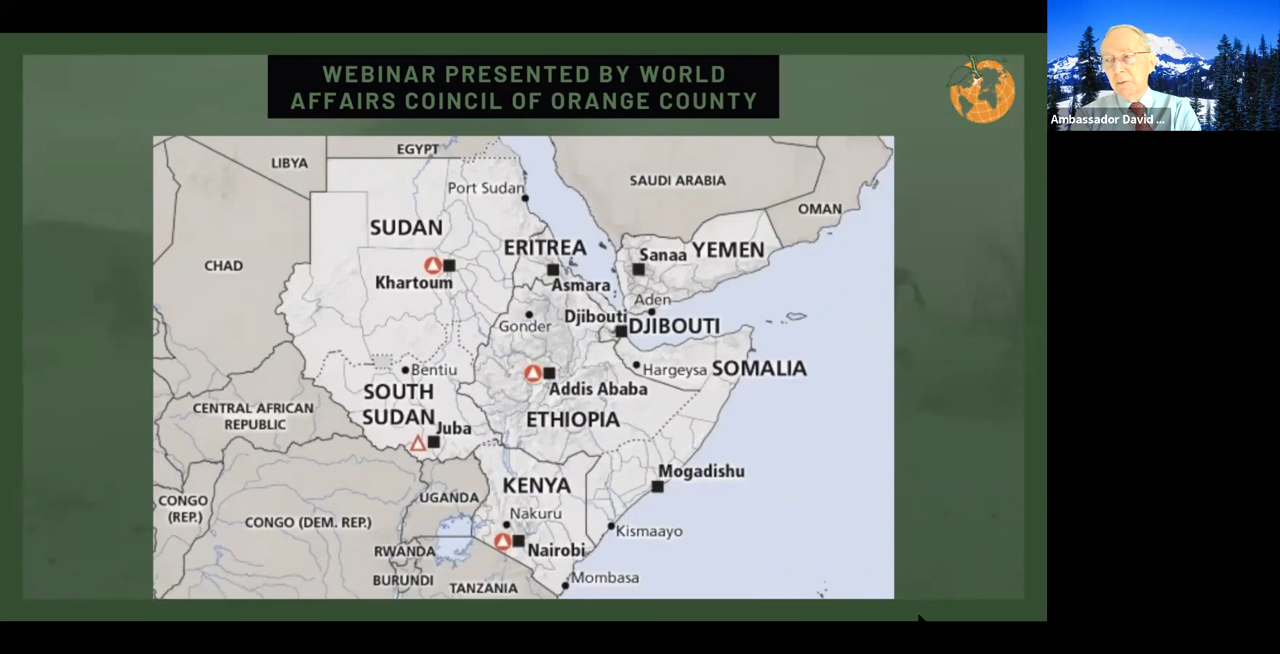 WEBINAR PRESENTED BY WORLD
AFFAIRS COINCIL OF ORANGE COUNTY
Ambassador David ...
EGYPT
LIBYA
Port Sudan
SAUDI ARABIA
OMAN
SUDAN
ERITREA
Sanaa
YEMEN
CHAD
Khartoum
Asmara
Aden
Gonder
Djibouti
DJIBOUTI
Bentiu
Hargeysa
SOMALIA
SOUTH
SUDAN
Addis Ababa
CENTRAL AFRICAN
REPUBLIC
ETHIOPIA
Juba
Mogadishu
KENYA
UGANDA
CONGO
(REP.)
CONGO (DEM. REP.)
Nakuru
Kismaayo
RWANDA
Nairobi
BURUNDI
TANZANIA
Mombasa